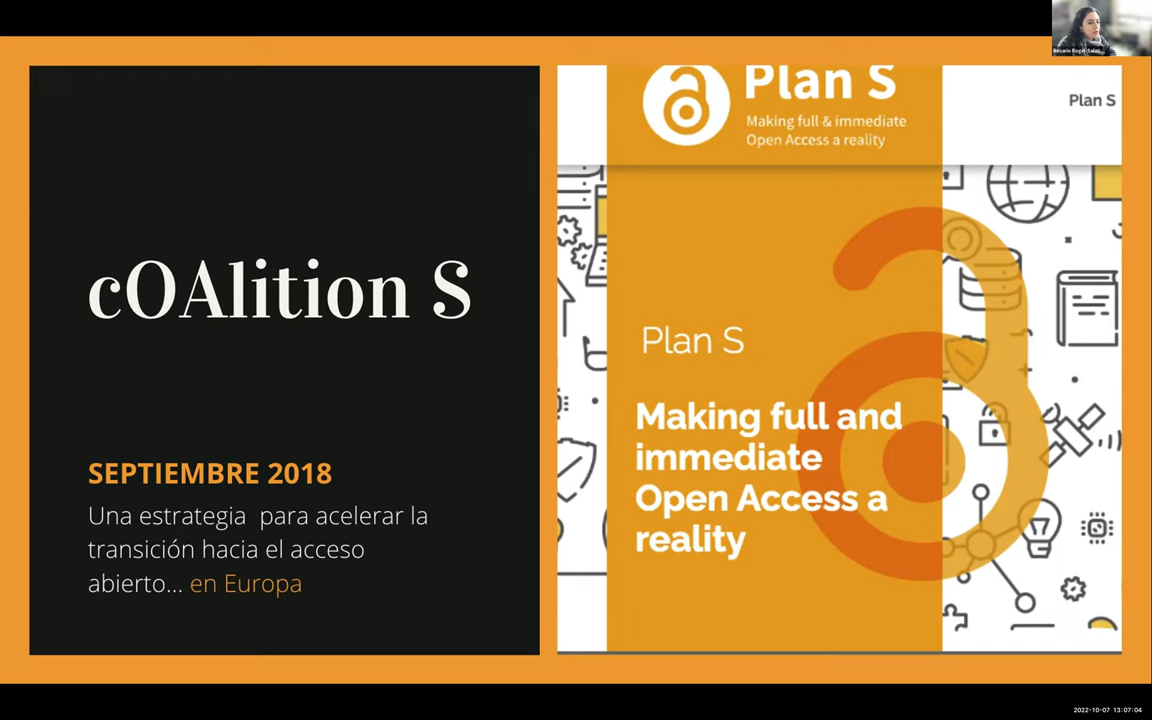 cOAlition S
SEPTIEMBRE 2018
Una estrategia para acelerar la
transición hacia el acceso
abierto... en Europa
Plan S
Making full & immediate
Open Access a reality
Plan S
Plan S
Making full and
immediate
Open Access a
reality
2022-10-07 13:07:04